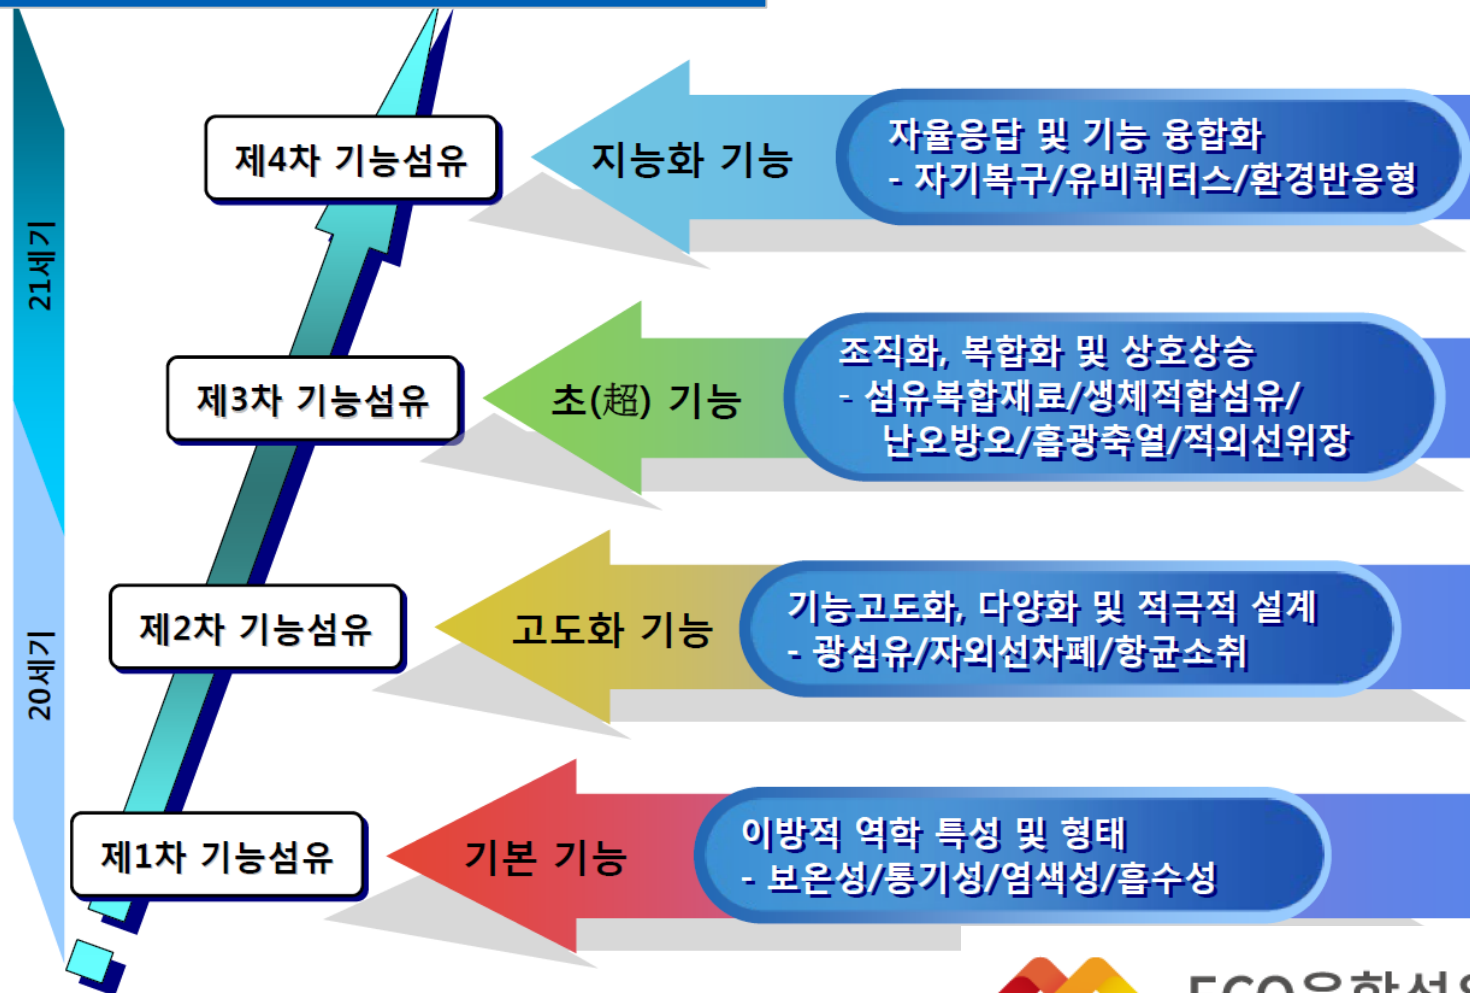 21세기
20세기
제4차 기능섬유
지능화 기능
자율응답 및 기능 융합화
- 자기복구/유비쿼터스/환경반응형
제3차 기능섬유
초(超) 기능
조직화, 복합화 및 상호상승
- 섬유복합재료/생체적합섬유/
난오방오/흡광축열/적외선위장
제2차 기능섬유
고도화 기능
기능고도화, 다양화 및 적극적 설계
- 광섬유/자외선차폐/항균소취
제1차 기능섬유
기본 기능
이방적 역학 특성 및 형태
- 보온성/통기성/염색성/흡수성